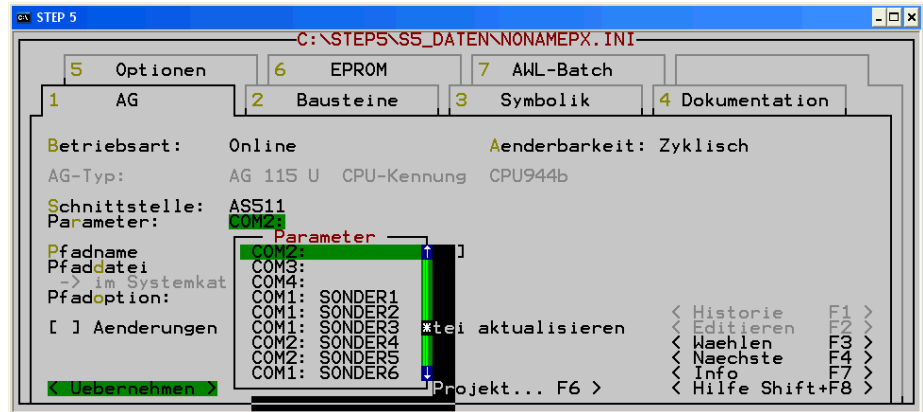 STEP 5
C:\STEP5\S5_DATEN\NONAMEPX.INI
5 Optionen 6 EPROM 7 AWL-Batch
1 AG 2 Bausteine 3 Symbolik 4 Dokumentation
Betriebsart: Online Aenderbarkeit: Zyklisch
AG-Typ: AG 115 U CPU-Kennung CPU944b
Schnittstelle: AS511
Parameter: COM2:
Parameter
Pfadname COM2: ↑ ]
Pfaddatei COM3:
-> im Systemkat COM4:
Pfadoption: COM1: SONDER1
COM1: SONDER2 < Historie F1 >
[ ] Aenderungen COM1: SONDER3 *tei aktualisieren < Editieren F2 >
COM2: SONDER4 < Waehlen F3 >
COM2: SONDER5 < Naechste F4 >
COM1: SONDER6 ↓ < Info F7 >
< Uebernehmen > Projekt... F6 > < Hilfe Shift+F8 >